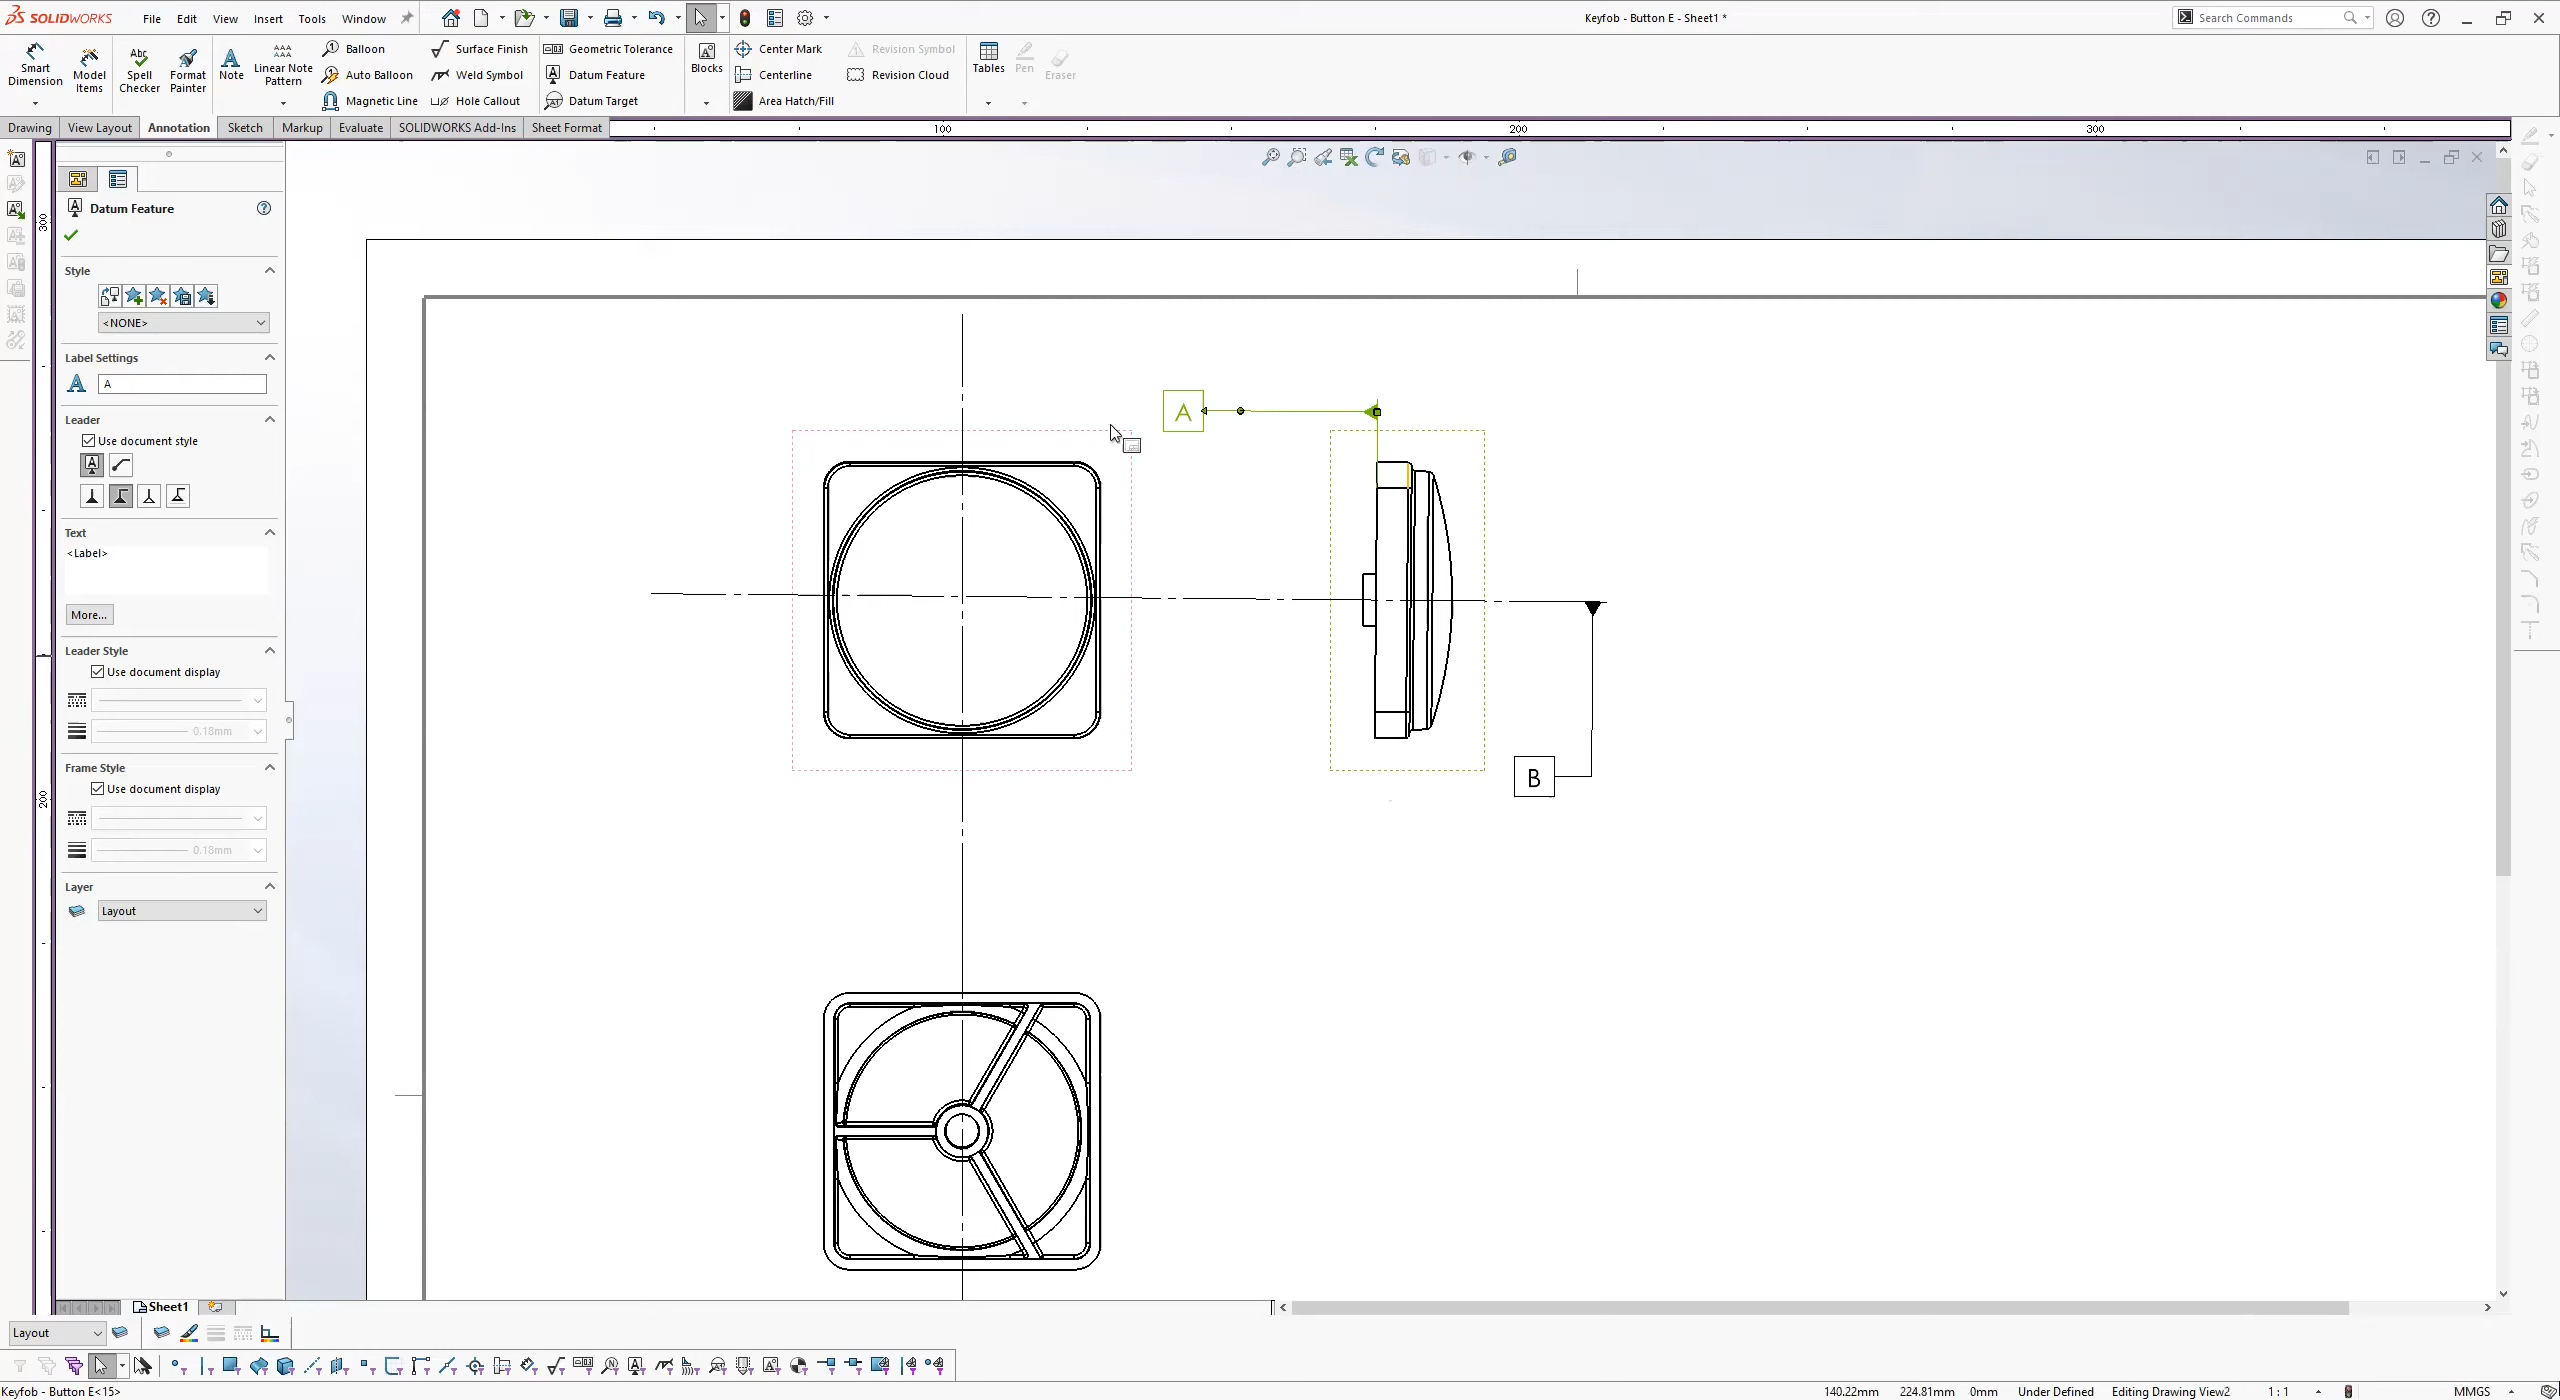 SOLIDWORKS File Edit View Insert Tools Window
Keyfob - Button E - Sheet1 *
Search Commands
Smart Dimension
Model Items
Spell Checker
Format Painter
Note
Linear Note Pattern
Balloon
Auto Balloon
Magnetic Line
Surface Finish
Weld Symbol
Hole Callout
Geometric Tolerance
Datum Feature
Datum Target
Blocks
Center Mark
Centerline
Area Hatch/Fill
Revision Symbol
Revision Cloud
Tables
Pen
Eraser
Drawing View Layout Annotation Sketch Markup Evaluate SOLIDWORKS Add-Ins Sheet Format
100 200 300
300
200
Datum Feature
Style
<NONE>
Label Settings
A
Leader
Use document style
Text
<Label>
More...
Leader Style
Use document display
0.18mm
Frame Style
Use document display
0.18mm
Layer
Layout
A
B
Sheet1
Layout
Keyfob - Button E<15>
140.22mm 224.81mm 0mm Under Defined Editing Drawing View2 1 : 1 MMGS